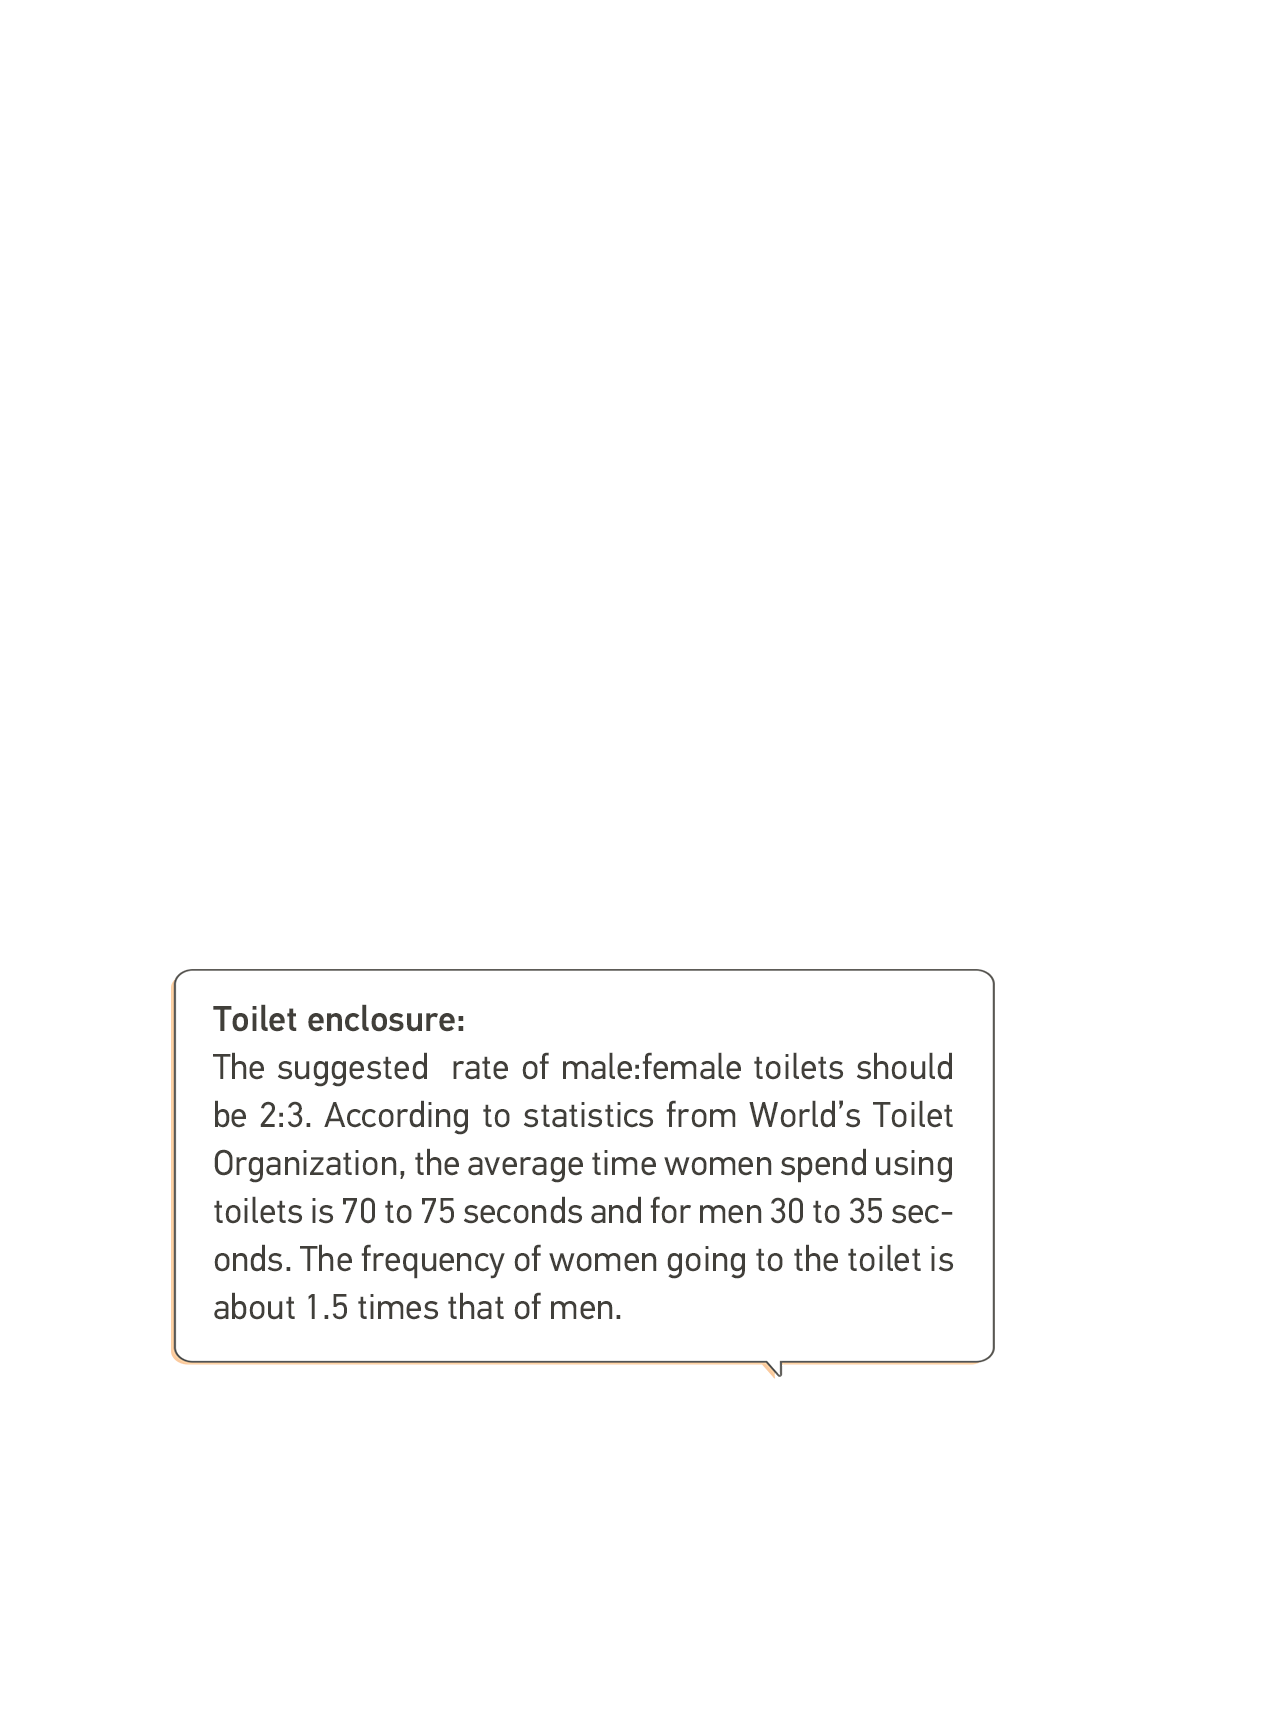 Toilet enclosure:
The suggested  rate of male:female toilets should
be 2:3. According to statistics from World’s Toilet
Organization, the average time women spend using
toilets is 70 to 75 seconds and for men 30 to 35 sec-
onds. The frequency of women going to the toilet is
about 1.5 times that of men.